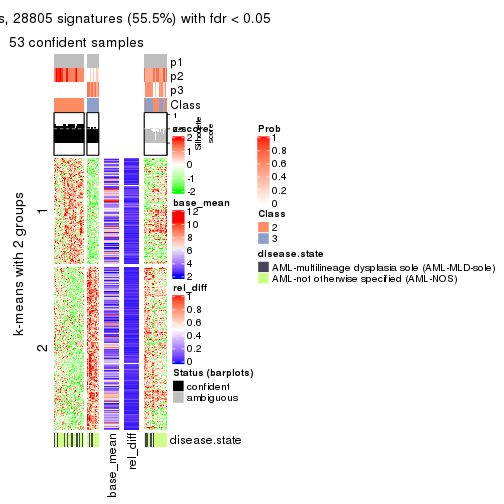 s, 28805 signatures (55.5%) with fdr < 0.05
53 confident samples
p1
p2
p3
Class
1
Silhouette
score
z-score
2
1
0
-1
-2
base_mean
12
10
8
6
4
2
rel_diff
1
0.8
0.6
0.4
0.2
0
Status (barplots)
confident
ambiguous
Prob
1
0.8
0.6
0.4
0.2
0
Class
2
3
disease.state
AML-multilineage dysplasia sole (AML-MLD-sole)
AML-not otherwise specified (AML-NOS)
k-means with 2 groups
1
2
disease.state
base_mean
rel_diff